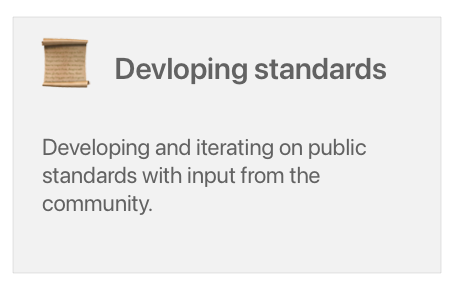 Devloping standards
Developing and iterating on public
standards with input from the
community.